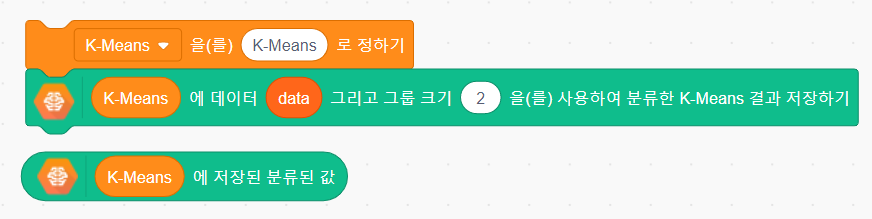 K-Means 을(를) K-Means 로 정하기
K-Means 에 데이터 data 그리고 그룹 크기 2 을(를) 사용하여 분류한 K-Means 결과 저장하기
K-Means 에 저장된 분류된 값